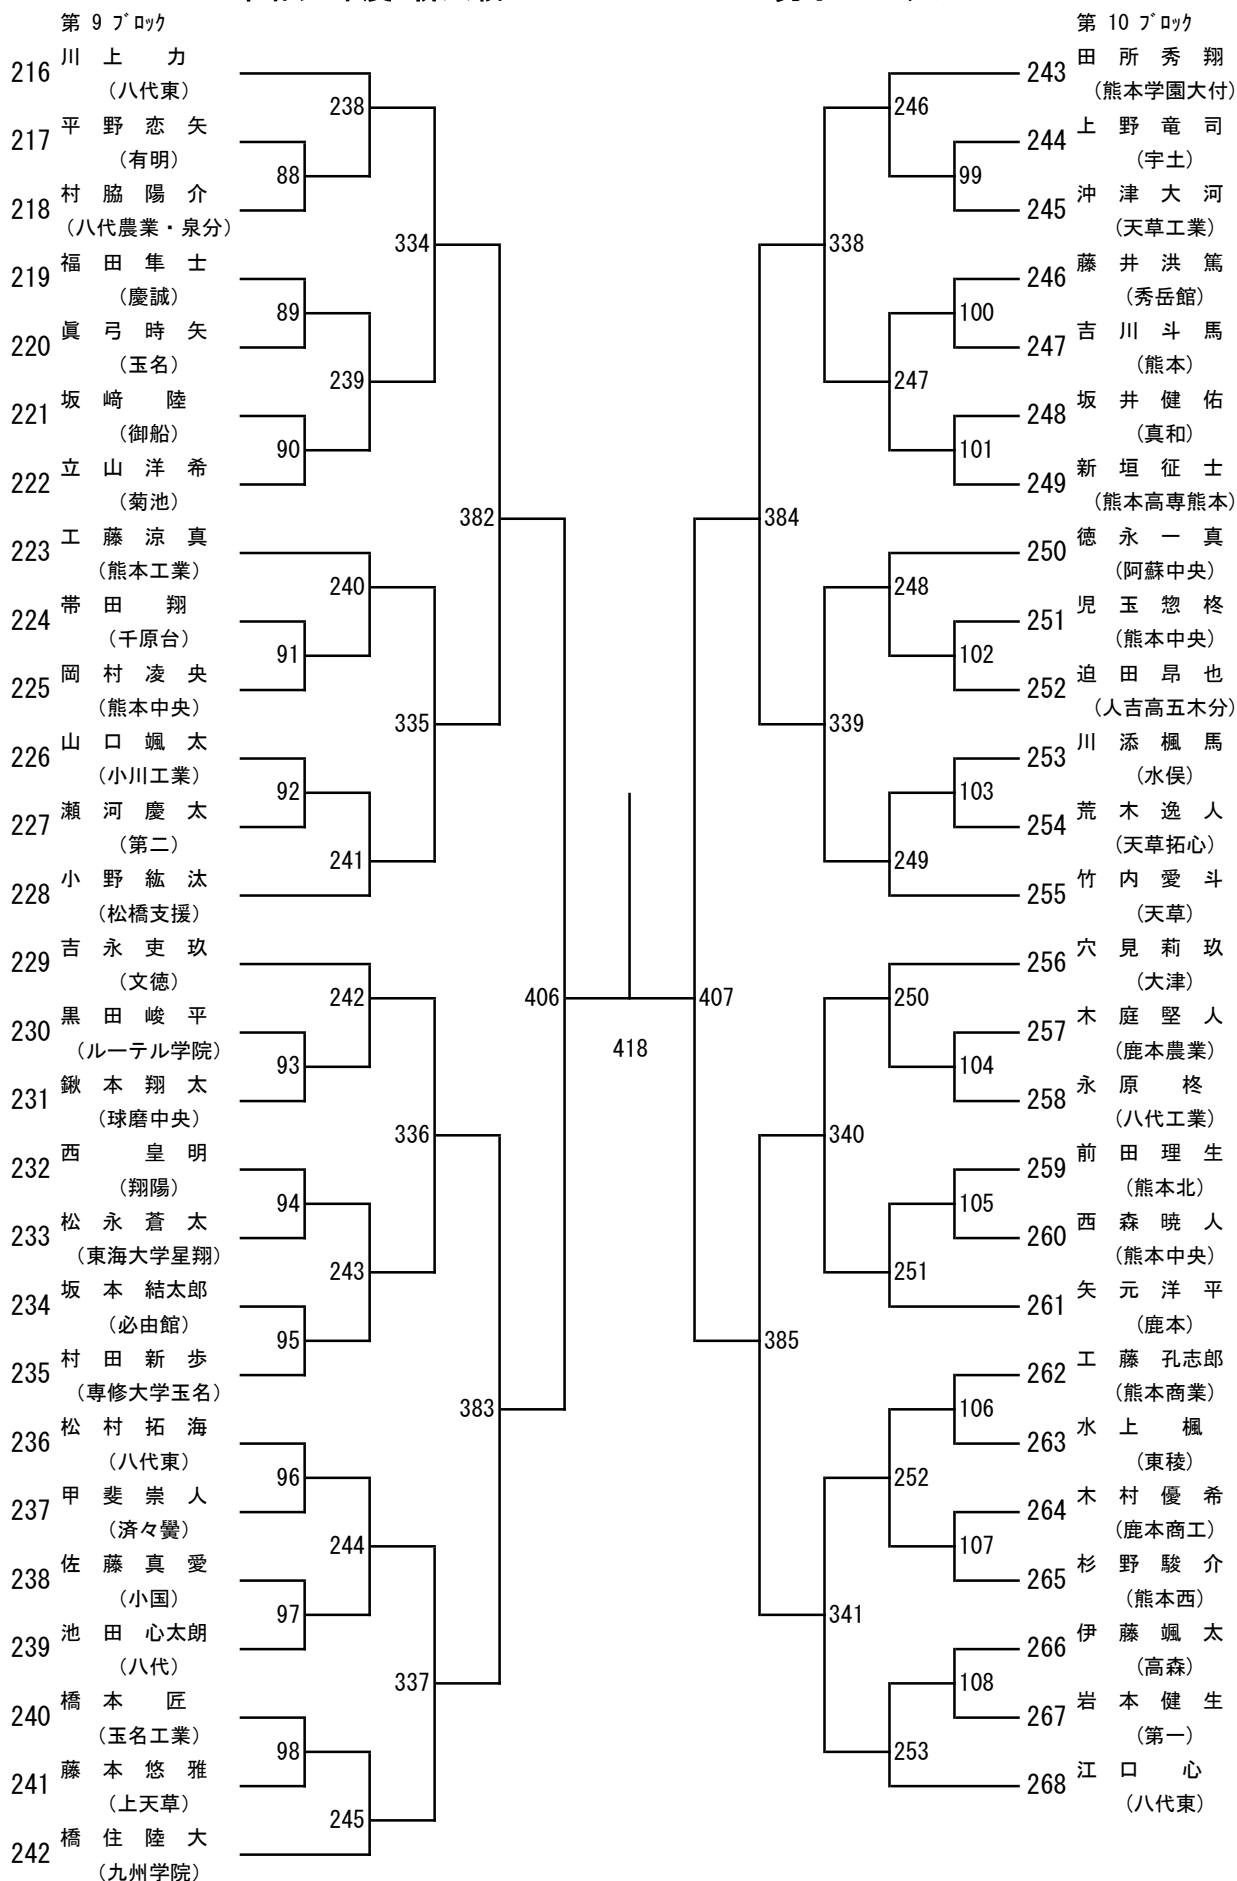 第 9 ブロック
216 川 上 力
(八代東)
217 平 野 恋 矢
(有明)
218 村 脇 陽 介
(八代農業・泉分)
219 福 田 隼 士
(慶誠)
220 眞 弓 時 矢
(玉名)
221 坂 﨑 陸
(御船)
222 立 山 洋 希
(菊池)
223 工 藤 涼 真
(熊本工業)
224 帯 田 翔
(千原台)
225 岡 村 凌 央
(熊本中央)
226 山 口 颯 太
(小川工業)
227 瀬 河 慶 太
(第二)
228 小 野 紘 汰
(松橋支援)
229 吉 永 吏 玖
(文徳)
230 黒 田 峻 平
(ルーテル学院)
231 鍬 本 翔 太
(球磨中央)
232 西 皇 明
(翔陽)
233 松 永 蒼 太
(東海大学星翔)
234 坂 本 結太郎
(必由館)
235 村 田 新 歩
(専修大学玉名)
236 松 村 拓 海
(八代東)
237 甲 斐 崇 人
(済々黌)
238 佐 藤 真 愛
(小国)
239 池 田 心太朗
(八代)
240 橋 本 匠
(玉名工業)
241 藤 本 悠 雅
(上天草)
242 橋 住 陸 大
(九州学院)
88
89
90
91
92
93
94
95
96
97
98
238
239
240
241
242
243
244
245
334
335
336
337
382
383
406
418
407
384
385
338
339
340
341
246
247
248
249
250
251
252
253
99
100
101
102
103
104
105
106
107
108
第 10 ブロック
243 田 所 秀 翔
(熊本学園大付)
244 上 野 竜 司
(宇土)
245 沖 津 大 河
(天草工業)
246 藤 井 洪 篤
(秀岳館)
247 吉 川 斗 馬
(熊本)
248 坂 井 健 佑
(真和)
249 新 垣 征 士
(熊本高専熊本)
250 徳 永 一 真
(阿蘇中央)
251 児 玉 惣 柊
(熊本中央)
252 迫 田 昂 也
(人吉高五木分)
253 川 添 楓 馬
(水俣)
254 荒 木 逸 人
(天草拓心)
255 竹 内 愛 斗
(天草)
256 穴 見 莉 玖
(大津)
257 木 庭 堅 人
(鹿本農業)
258 永 原 柊
(八代工業)
259 前 田 理 生
(熊本北)
260 西 森 暁 人
(熊本中央)
261 矢 元 洋 平
(鹿本)
262 工 藤 孔志郎
(熊本商業)
263 水 上 楓
(東稜)
264 木 村 優 希
(鹿本商工)
265 杉 野 駿 介
(熊本西)
266 伊 藤 颯 太
(高森)
267 岩 本 健 生
(第一)
268 江 口 心
(八代東)